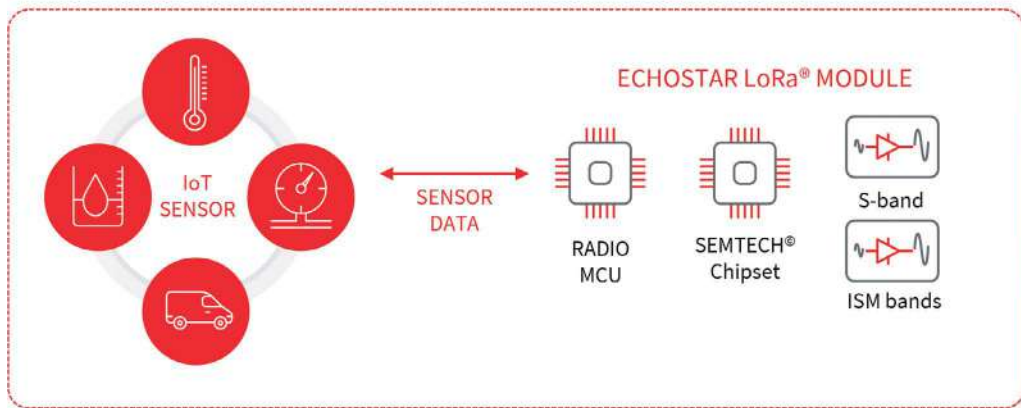 ECHOSTAR LoRa® MODULE
IoT
SENSOR
SENSOR
DATA
RADIO
MCU
SEMTECH©
Chipset
S-band
ISM bands